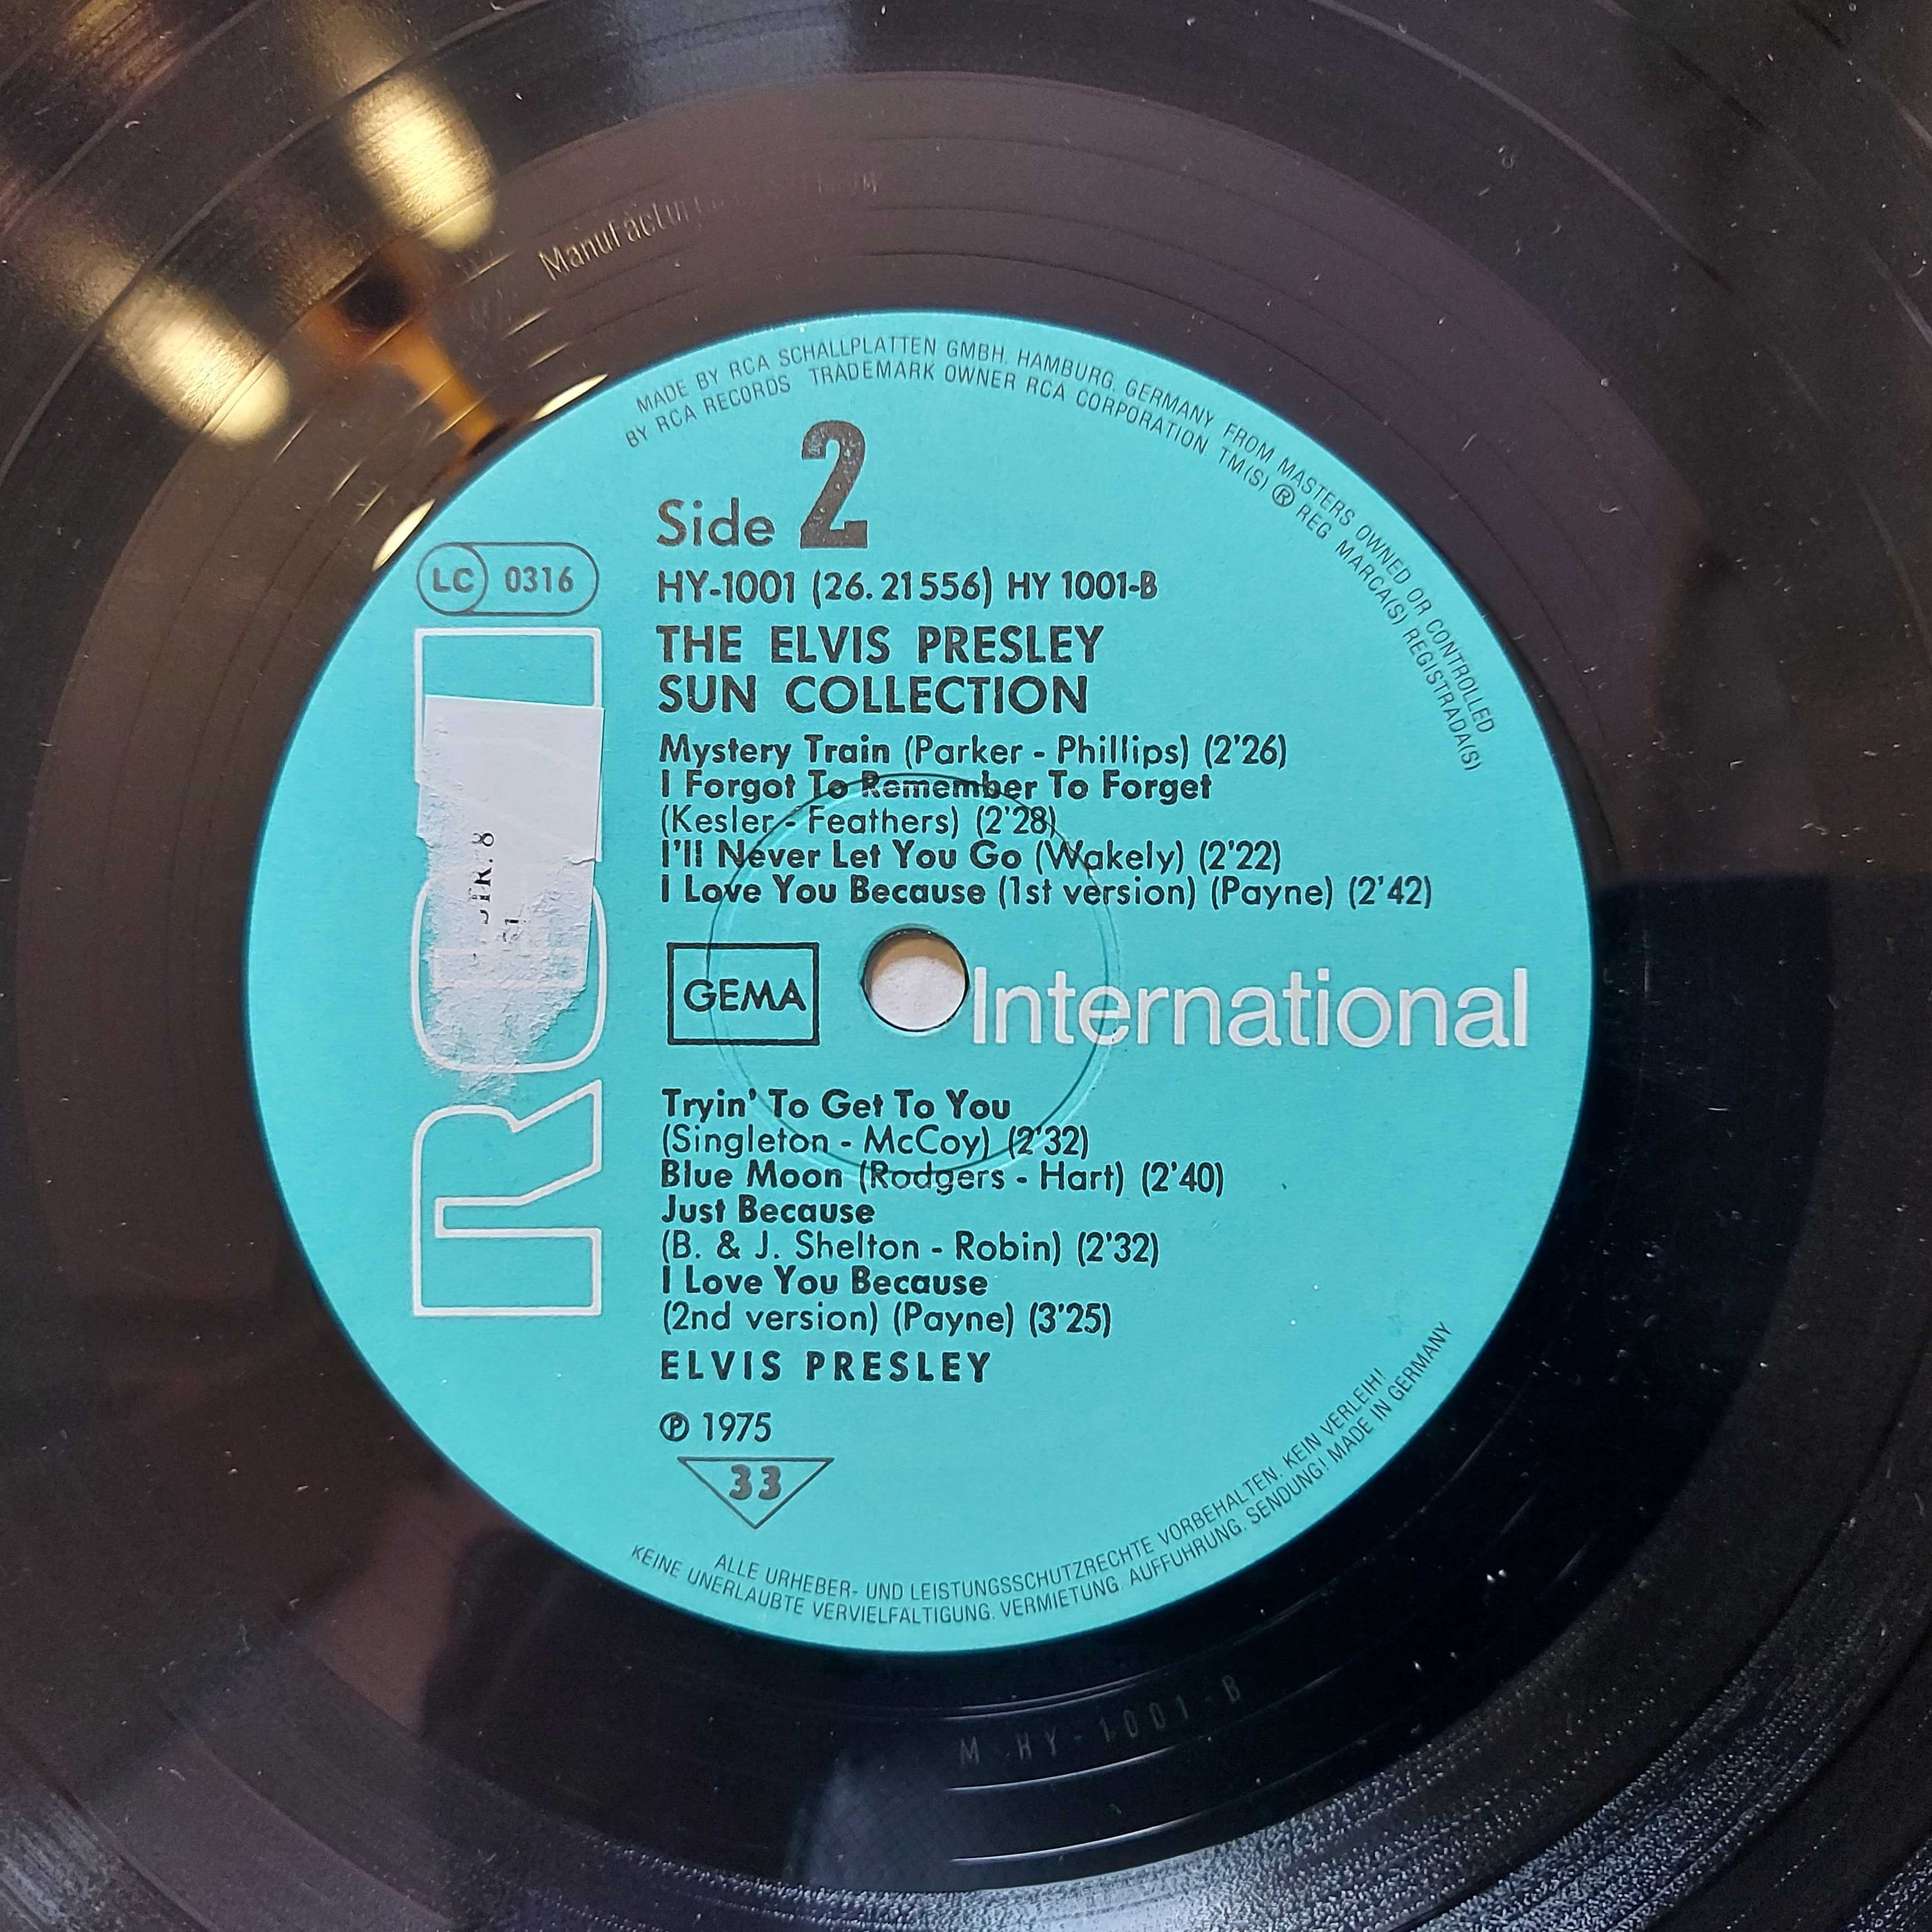 Manufactur
MADE BY RCA SCHALLPLATTEN GMBH. HAMBURG, GERMANY FROM MASTERS OWNED OR CONTROLLED
BY RCA RECORDS TRADEMARK OWNER RCA CORPORATION. TM(S) ® REG MARCA(S) REGISTRADA(S)
Side 2
LC 0316
HY-1001 (26.21556) HY 1001-B
THE ELVIS PRESLEY
SUN COLLECTION
Mystery Train (Parker - Phillips) (2'26)
I Forgot To Remember To Forget
(Kesler - Feathers) (2'28)
I'll Never Let You Go (Wakely) (2'22)
I Love You Because (1st version) (Payne) (2'42)
GEMA
International
Tryin' To Get To You
(Singleton - McCoy) (2'32)
Blue Moon (Rodgers - Hart) (2'40)
Just Because
(B. & J. Shelton - Robin) (2'32)
I Love You Because
(2nd version) (Payne) (3'25)
ELVIS PRESLEY
℗ 1975
33
ALLE URHEBER- UND LEISTUNGSSCHUTZRECHTE VORBEHALTEN. KEIN VERLEIH!
KEINE UNERLAUBTE VERVIELFALTIGUNG. VERMIETUNG. AUFFUHRUNG. SENDUNG! MADE IN GERMANY
M HY-1001-B